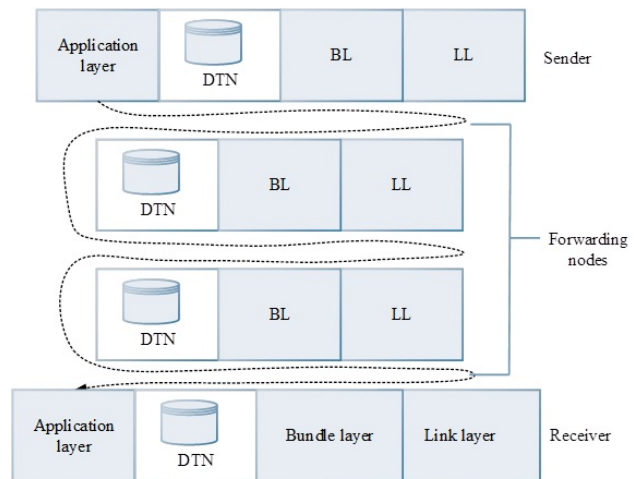 Application
layer
DTN
BL
LL
Sender
DTN
BL
LL
Forwarding
nodes
DTN
BL
LL
Application
layer
DTN
Bundle layer
Link layer
Receiver